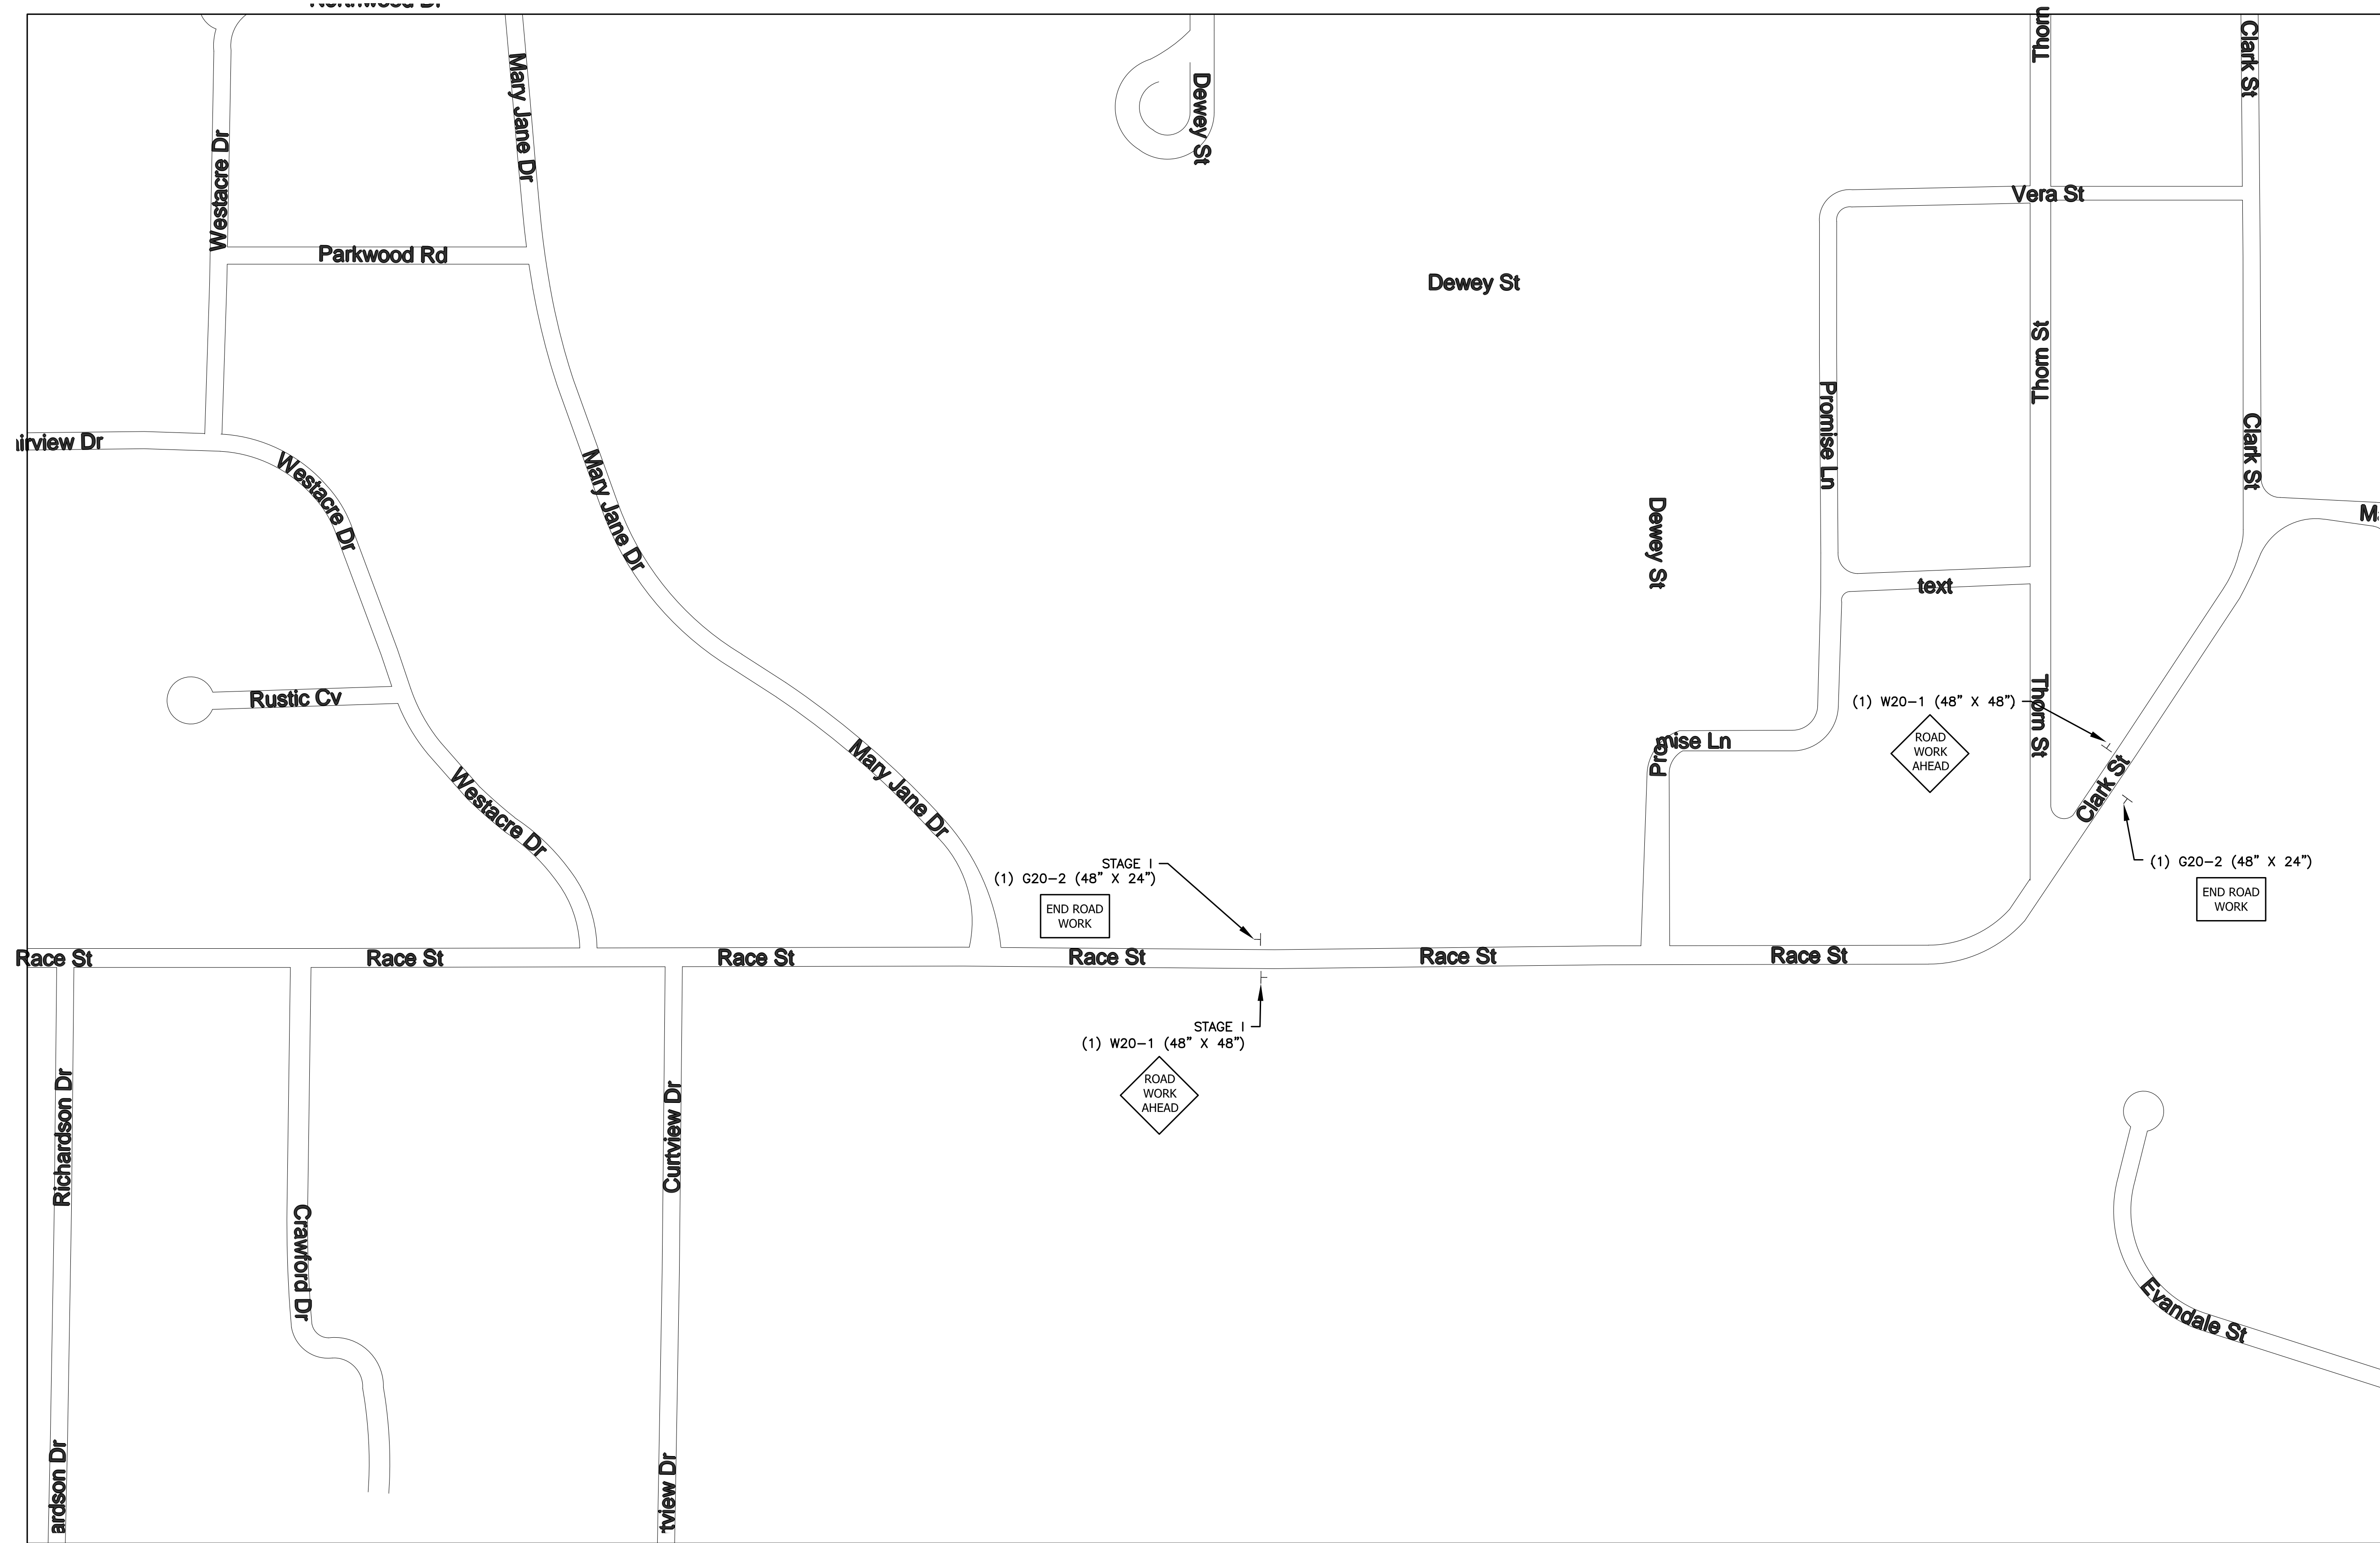 Mary Jane Dr
Dewey St
Thorn
Clark St
Westacre Dr
Parkwood Rd
Vera St
Dewey St
Thorn St
Promise Ln
Clark St
irview Dr
Westacre Dr
Mary Jane Dr
Dewey St
text
Rustic Cv
Promise Ln
Thorn St
(1) W20-1 (48" X 48")
ROAD
WORK
AHEAD
Clark St
Westacre Dr
Mary Jane Dr
STAGE I
(1) G20-2 (48" X 24")
END ROAD
WORK
(1) G20-2 (48" X 24")
END ROAD
WORK
Race St
Race St
Race St
Race St
Race St
Race St
STAGE I
(1) W20-1 (48" X 48")
ROAD
WORK
AHEAD
Richardson Dr
Curtview Dr
Crawford Dr
Evandale St
ardson Dr
tview Dr